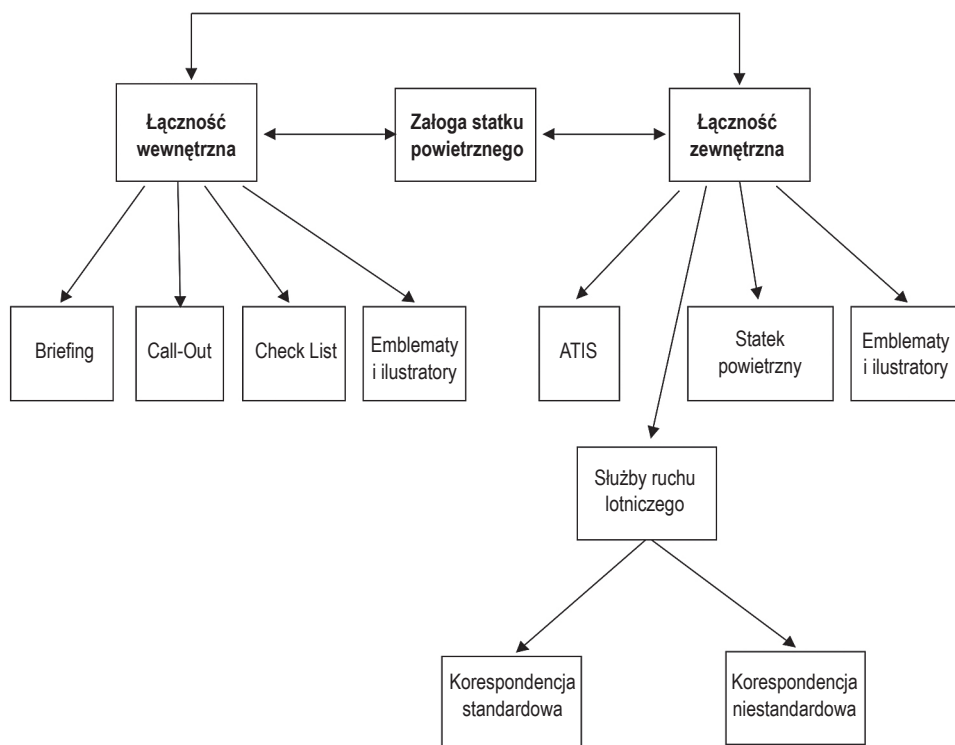 Łączność
wewnętrzna
Załoga statku
powietrznego
Łączność
zewnętrzna
Briefing
Call-Out
Check List
Emblematy
i ilustratory
ATIS
Statek
powietrzny
Emblematy
i ilustratory
Służby ruchu
lotniczego
Korespondencja
standardowa
Korespondencja
niestandardowa